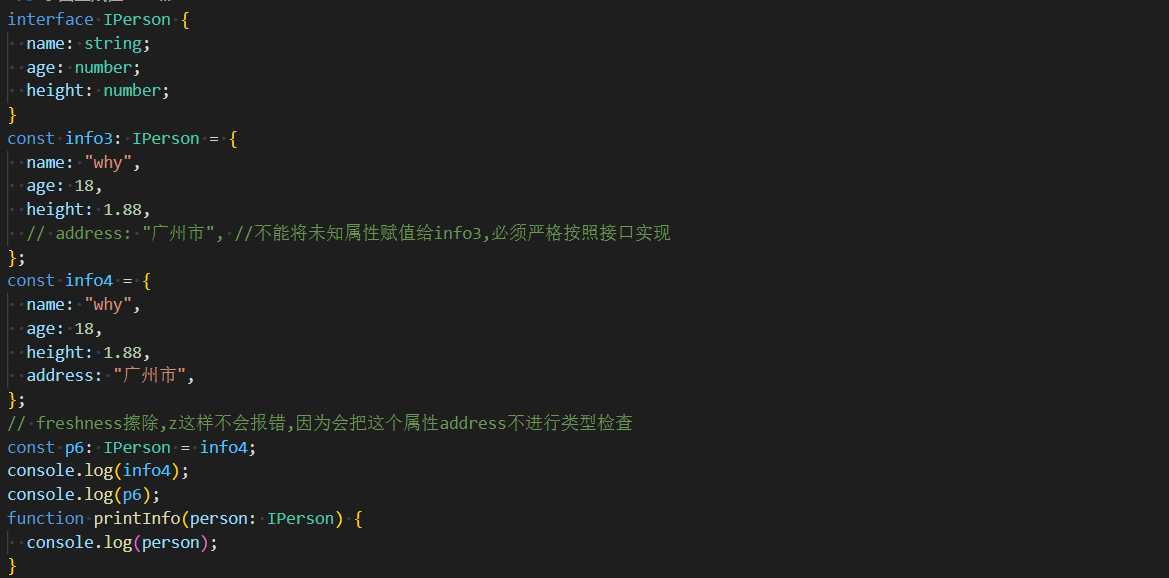 interface IPerson {
  name: string;
  age: number;
  height: number;
}
const info3: IPerson = {
  name: "why",
  age: 18,
  height: 1.88,
  // address: "广州市", //不能将未知属性赋值给info3,必须严格按照接口实现
};
const info4 = {
  name: "why",
  age: 18,
  height: 1.88,
  address: "广州市",
};
// freshness擦除,z这样不会报错,因为会把这个属性address不进行类型检查
const p6: IPerson = info4;
console.log(info4);
console.log(p6);
function printInfo(person: IPerson) {
  console.log(person);
}